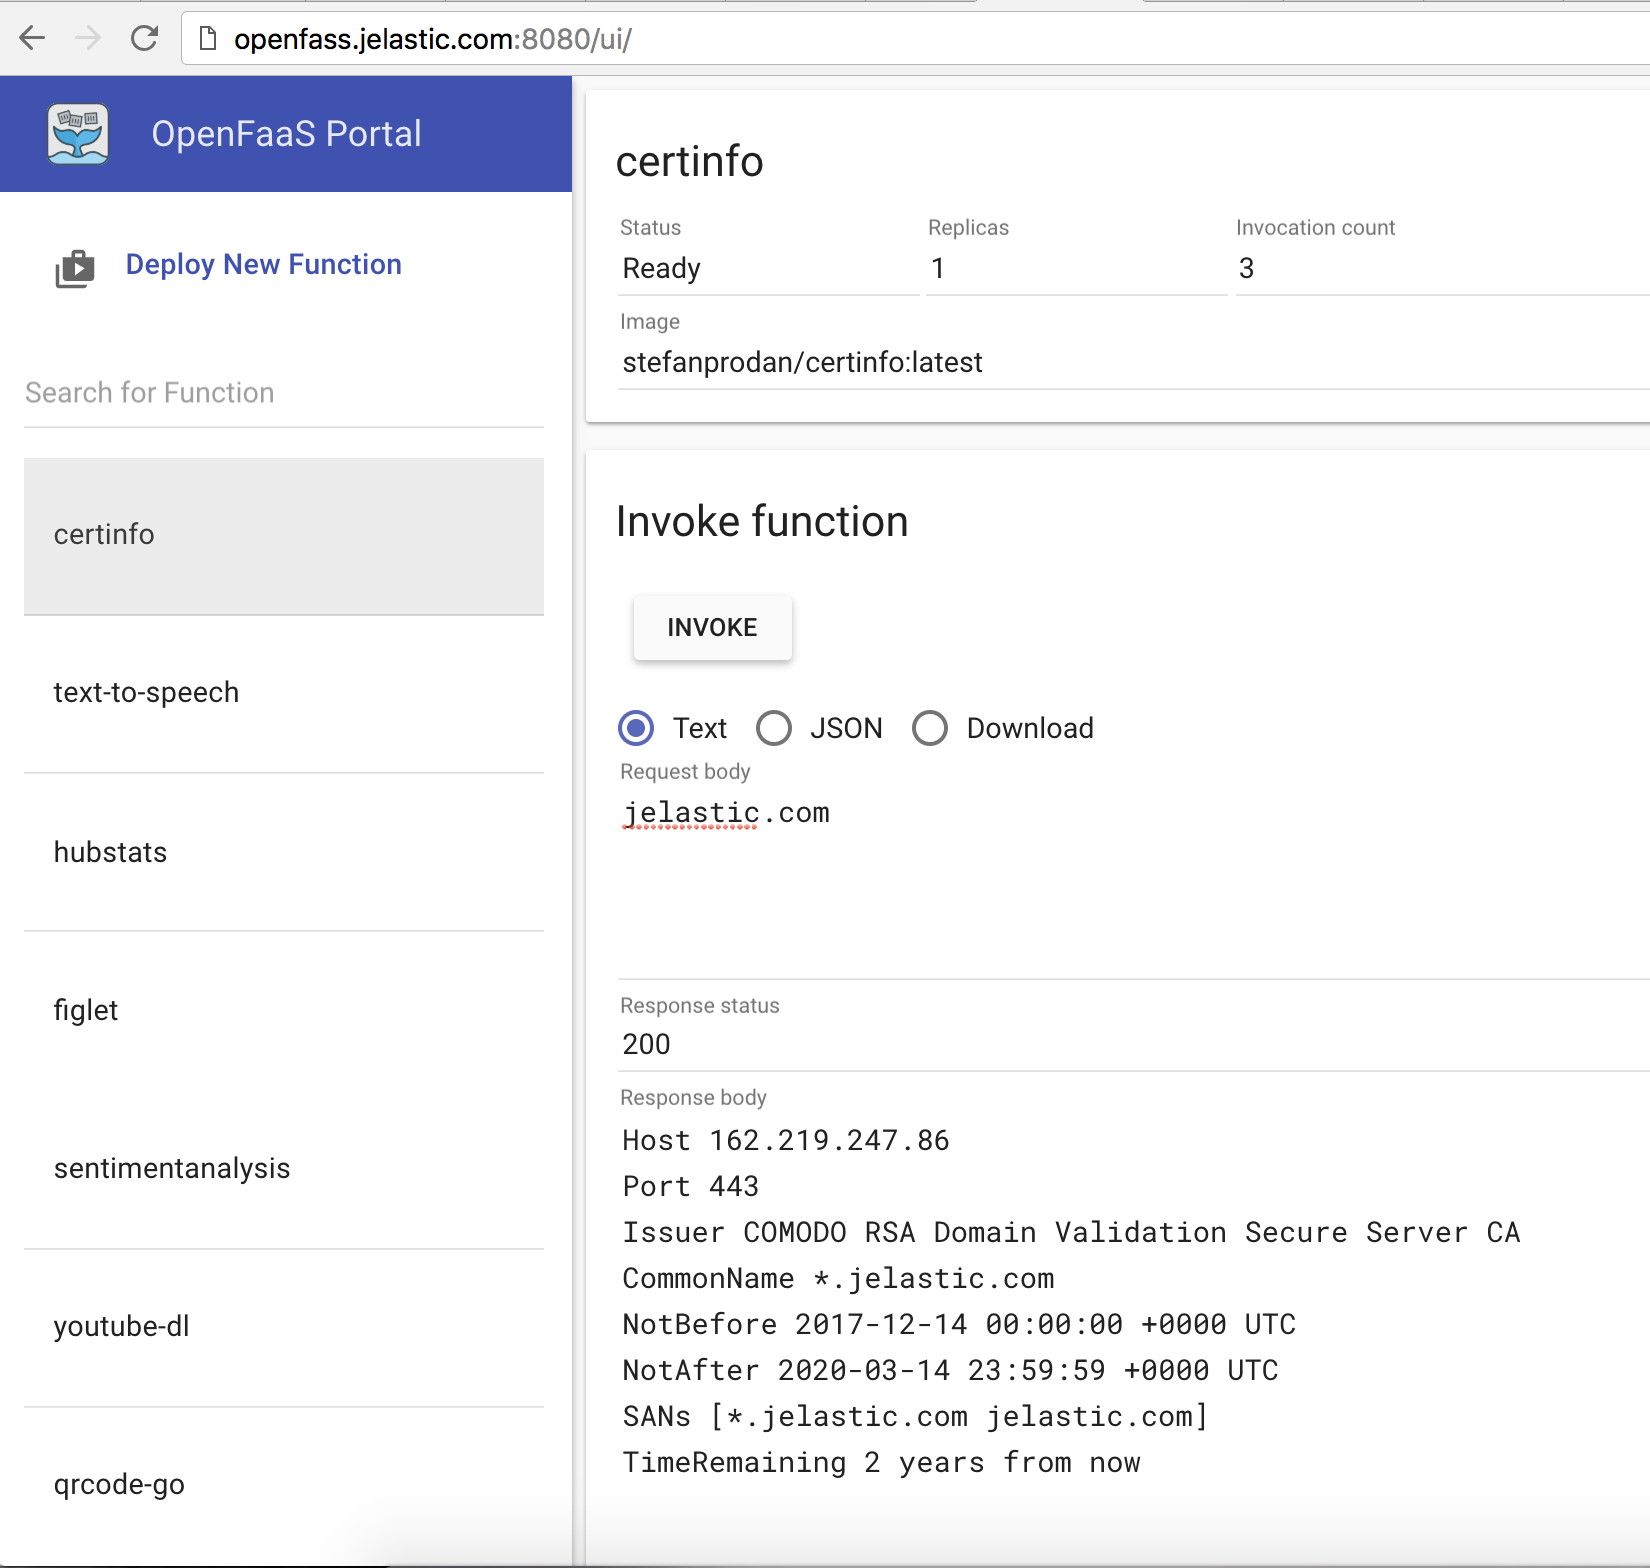 openfass.jelastic.com:8080/ui/
OpenFaaS Portal
Deploy New Function
Search for Function
certinfo
text-to-speech
hubstats
figlet
sentimentanalysis
youtube-dl
qrcode-go
certinfo
Status Replicas Invocation count
Ready 1 3
Image
stefanprodan/certinfo:latest
Invoke function
INVOKE
Text JSON Download
Request body
jelastic.com
Response status
200
Response body
Host 162.219.247.86
Port 443
Issuer COMODO RSA Domain Validation Secure Server CA
CommonName *.jelastic.com
NotBefore 2017-12-14 00:00:00 +0000 UTC
NotAfter 2020-03-14 23:59:59 +0000 UTC
SANs [*.jelastic.com jelastic.com]
TimeRemaining 2 years from now